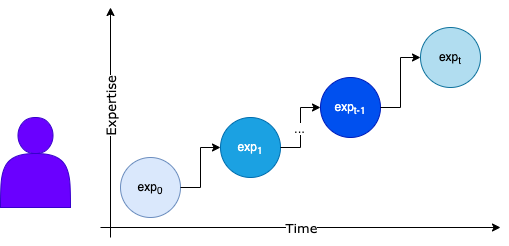 Expertise
exp₀
exp₁
...
expₜ₋₁
expₜ
Time